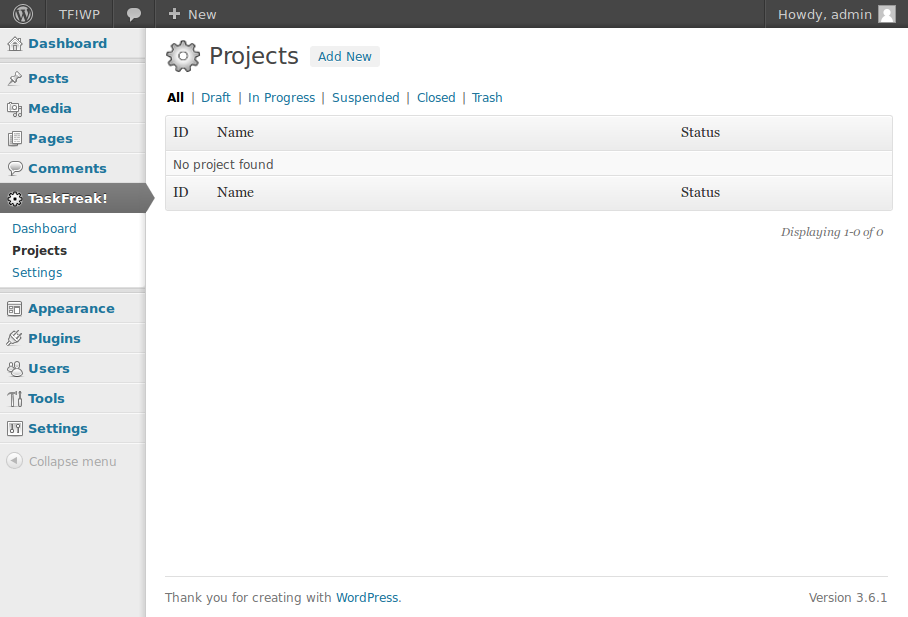 TF!WP New Howdy, admin
Dashboard
Posts
Media
Pages
Comments
TaskFreak!
Dashboard
Projects
Settings
Appearance
Plugins
Users
Tools
Settings
Collapse menu
Projects Add New
All | Draft | In Progress | Suspended | Closed | Trash
ID Name Status
No project found
ID Name Status
Displaying 1-0 of 0
Thank you for creating with WordPress. Version 3.6.1